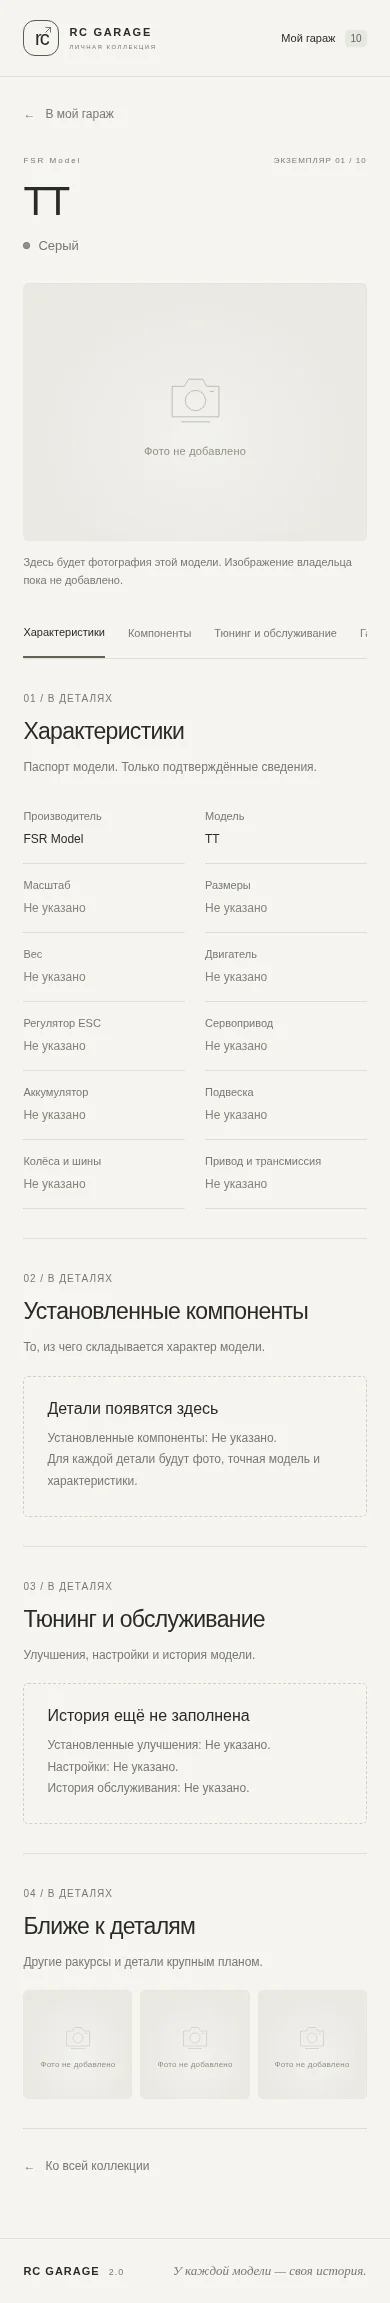 rc
RC GARAGE
ЛИЧНАЯ КОЛЛЕКЦИЯ
Мой гараж 10
← В мой гараж
FSR Model
ЭКЗЕМПЛЯР 01 / 10
TT
Серый
Фото не добавлено
Здесь будет фотография этой модели. Изображение владельца
пока не добавлено.
Характеристики Компоненты Тюнинг и обслуживание
01 / В ДЕТАЛЯХ
Характеристики
Паспорт модели. Только подтверждённые сведения.
Производитель
FSR Model
Модель
TT
Масштаб
Не указано
Размеры
Не указано
Вес
Не указано
Двигатель
Не указано
Регулятор ESC
Не указано
Сервопривод
Не указано
Аккумулятор
Не указано
Подвеска
Не указано
Колёса и шины
Не указано
Привод и трансмиссия
Не указано
02 / В ДЕТАЛЯХ
Установленные компоненты
То, из чего складывается характер модели.
Детали появятся здесь
Установленные компоненты: Не указано.
Для каждой детали будут фото, точная модель и
характеристики.
03 / В ДЕТАЛЯХ
Тюнинг и обслуживание
Улучшения, настройки и история модели.
История ещё не заполнена
Установленные улучшения: Не указано.
Настройки: Не указано.
История обслуживания: Не указано.
04 / В ДЕТАЛЯХ
Ближе к деталям
Другие ракурсы и детали крупным планом.
Фото не добавлено
Фото не добавлено
Фото не добавлено
← Ко всей коллекции
RC GARAGE 2.0
У каждой модели — своя история.